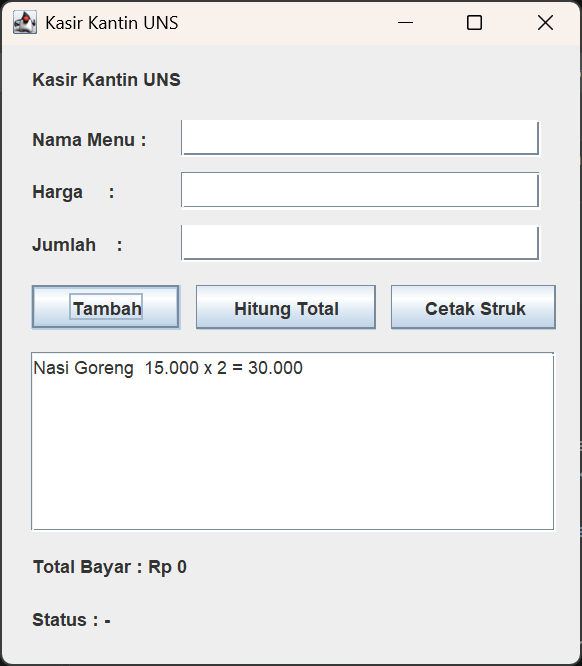 Kasir Kantin UNS
Kasir Kantin UNS
Nama Menu :
Harga :
Jumlah :
Tambah Hitung Total Cetak Struk
Nasi Goreng 15.000 x 2 = 30.000
Total Bayar : Rp 0
Status : -